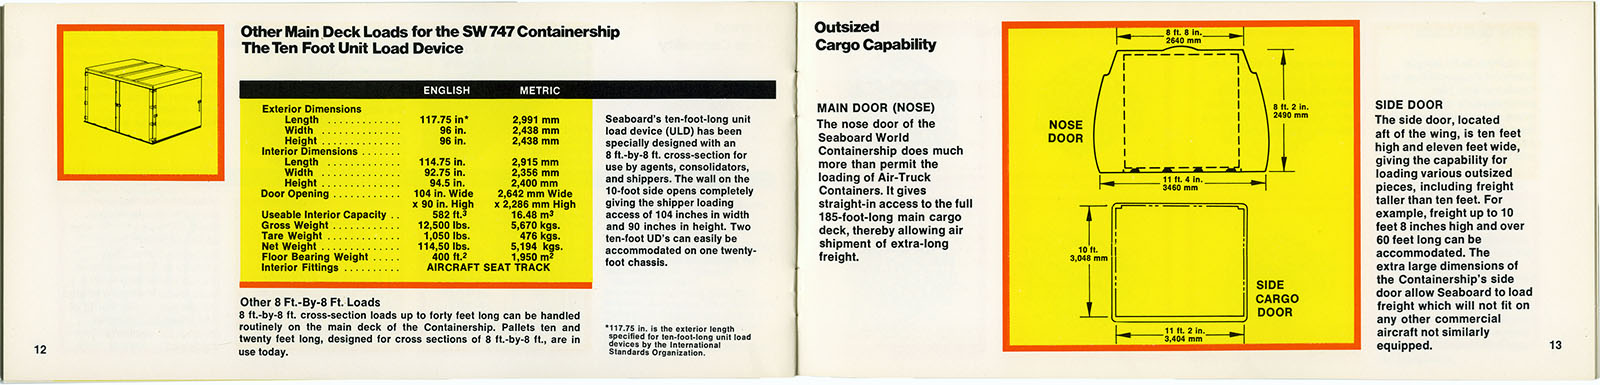 Other Main Deck Loads for the SW 747 Containership
The Ten Foot Unit Load Device
ENGLISH METRIC
Exterior Dimensions
Length . . . . . . . . . . . . . 117.75 in* 2,991 mm
Width . . . . . . . . . . . . . 96 in. 2,438 mm
Height . . . . . . . . . . . . . 96 in. 2,438 mm
Interior Dimensions . . . . . . .
Length . . . . . . . . . . . . . 114.75 in. 2,915 mm
Width . . . . . . . . . . . . . 92.75 in. 2,356 mm
Height . . . . . . . . . . . . . 94.5 in. 2,400 mm
Door Opening . . . . . . . . . . 104 in. Wide 2,642 mm Wide
x 90 in. High x 2,286 mm High
Useable Interior Capacity . . 582 ft.3 16.48 m3
Gross Weight . . . . . . . . . . 12,500 lbs. 5,670 kgs.
Tare Weight . . . . . . . . . . . 1,050 lbs. 476 kgs.
Net Weight . . . . . . . . . . . . 114,50 lbs. 5,194 kgs.
Floor Bearing Weight . . . . . 400 ft.2 1,950 m2
Interior Fittings . . . . . . . . . . AIRCRAFT SEAT TRACK
Other 8 Ft.-By-8 Ft. Loads
8 ft.-by-8 ft. cross-section loads up to forty feet long can be handled
routinely on the main deck of the Containership. Pallets ten and
twenty feet long, designed for cross sections of 8 ft.-by-8 ft., are in
use today.
Seaboard's ten-foot-long unit
load device (ULD) has been
specially designed with an
8 ft.-by-8 ft. cross-section for
use by agents, consolidators,
and shippers. The wall on the
10-foot side opens completely
giving the shipper loading
access of 104 inches in width
and 90 inches in height. Two
ten-foot UD's can easily be
accommodated on one twenty-
foot chassis.
*117.75 in. is the exterior length
specified for ten-foot-long unit load
devices by the International
Standards Organization.
12
Outsized
Cargo Capability
MAIN DOOR (NOSE)
The nose door of the
Seaboard World
Containership does much
more than permit the
loading of Air-Truck
Containers. It gives
straight-in access to the full
185-foot-long main cargo
deck, thereby allowing air
shipment of extra-long
freight.
8 ft. 8 in.
2640 mm
NOSE
DOOR
8 ft. 2 in.
2490 mm
11 ft. 4 in.
3460 mm
10 ft.
3,048 mm
SIDE
CARGO
DOOR
11 ft. 2 in.
3,404 mm
SIDE DOOR
The side door, located
aft of the wing, is ten feet
high and eleven feet wide,
giving the capability for
loading various outsized
pieces, including freight
taller than ten feet. For
example, freight up to 10
feet 8 inches high and over
60 feet long can be
accommodated. The
extra large dimensions of
the Containership's side
door allow Seaboard to load
freight which will not fit on
any other commercial
aircraft not similarly
equipped.
13